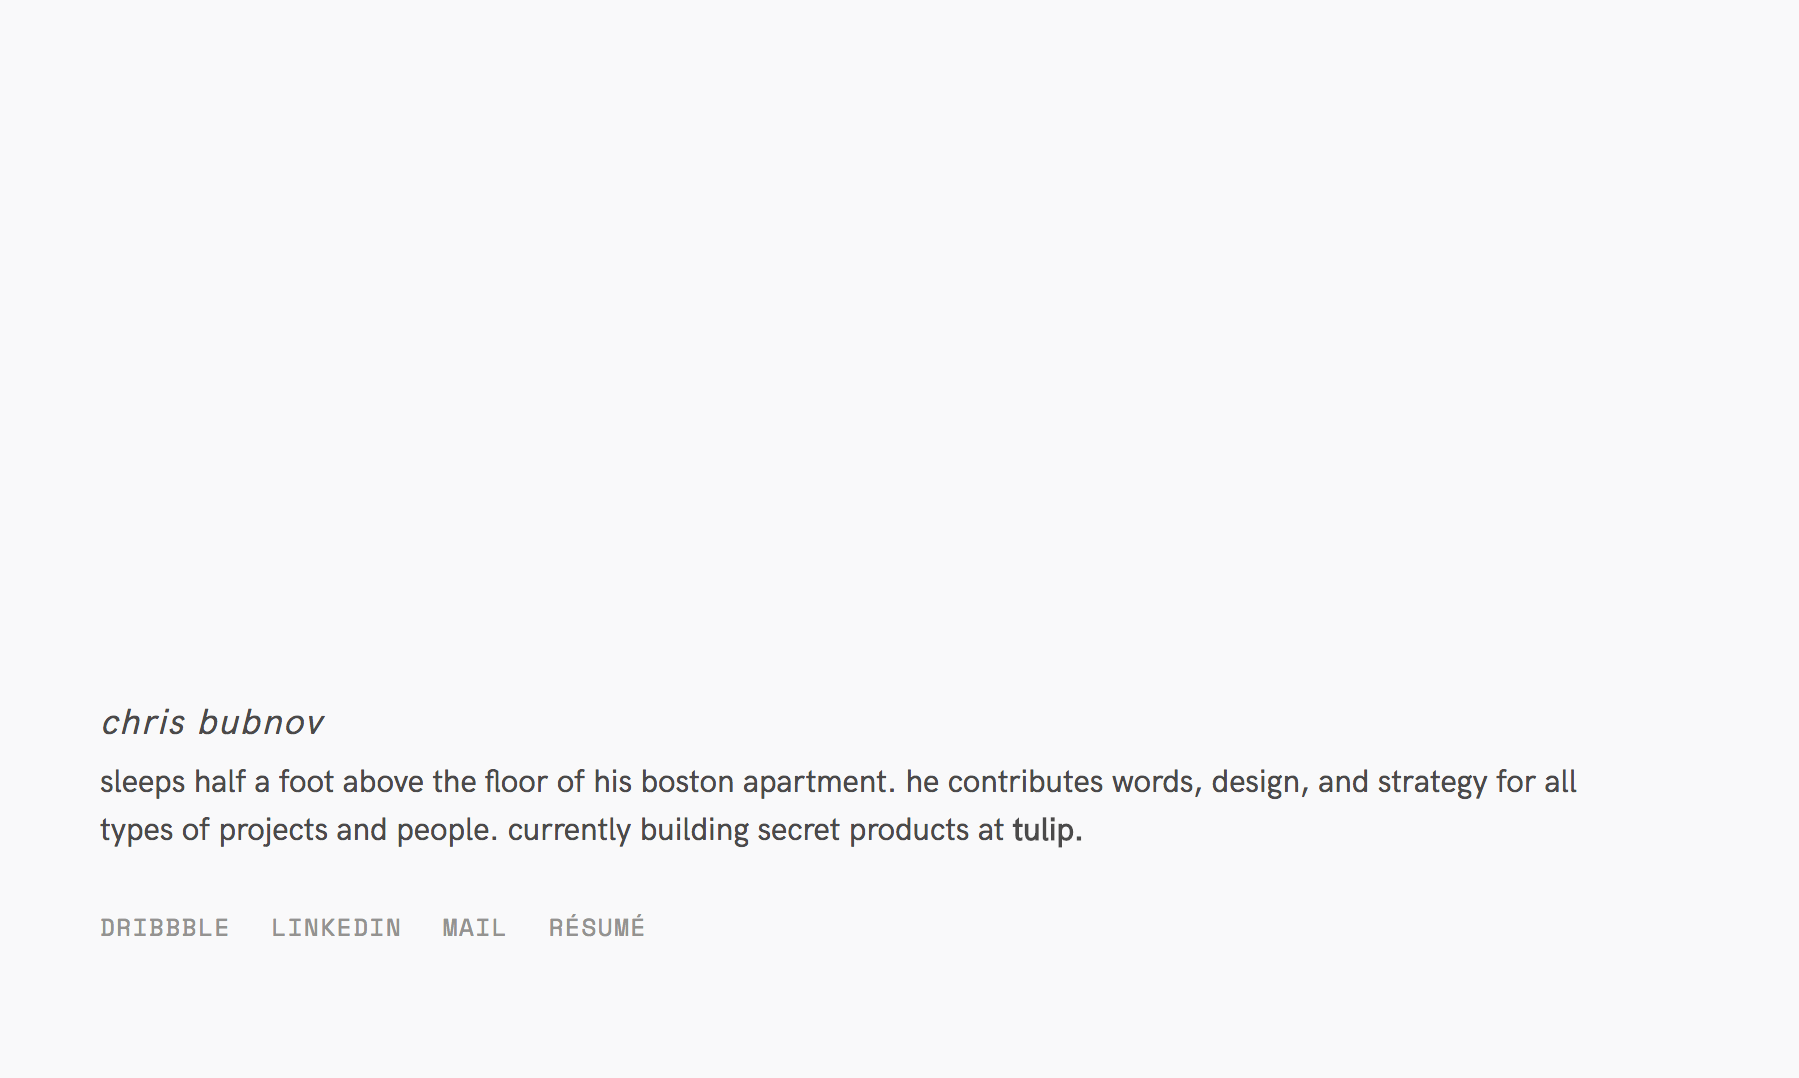 chris bubnov
sleeps half a foot above the floor of his boston apartment. he contributes words, design, and strategy for all
types of projects and people. currently building secret products at tulip.
DRIBBBLE LINKEDIN MAIL RÉSUMÉ